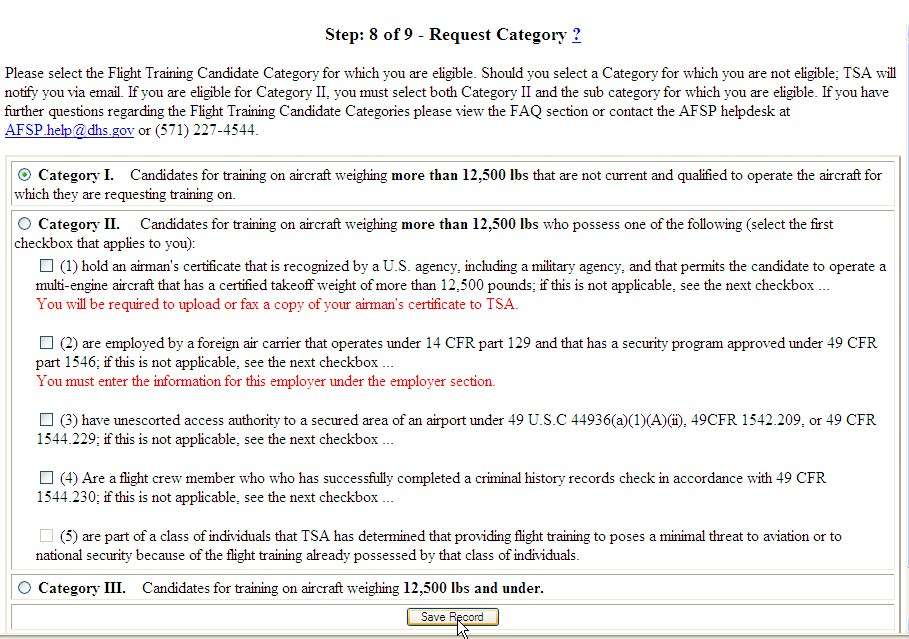 Step: 8 of 9 - Request Category ?
Please select the Flight Training Candidate Category for which you are eligible. Should you select a Category for which you are not eligible; TSA will
notify you via email. If you are eligible for Category II, you must select both Category II and the sub category for which you are eligible. If you have
further questions regarding the Flight Training Candidate Categories please view the FAQ section or contact the AFSP helpdesk at
AFSP.help@dhs.gov or (571) 227-4544.
Category I. Candidates for training on aircraft weighing more than 12,500 lbs that are not current and qualified to operate the aircraft for
which they are requesting training on.
Category II. Candidates for training on aircraft weighing more than 12,500 lbs who possess one of the following (select the first
checkbox that applies to you):
(1) hold an airman's certificate that is recognized by a U.S. agency, including a military agency, and that permits the candidate to operate a
multi-engine aircraft that has a certified takeoff weight of more than 12,500 pounds; if this is not applicable, see the next checkbox ...
You will be required to upload or fax a copy of your airman's certificate to TSA.
(2) are employed by a foreign air carrier that operates under 14 CFR part 129 and that has a security program approved under 49 CFR
part 1546; if this is not applicable, see the next checkbox ...
You must enter the information for this employer under the employer section.
(3) have unescorted access authority to a secured area of an airport under 49 U.S.C 44936(a)(1)(A)(ii), 49CFR 1542.209, or 49 CFR
1544.229; if this is not applicable, see the next checkbox ...
(4) Are a flight crew member who who has successfully completed a criminal history records check in accordance with 49 CFR
1544.230; if this is not applicable, see the next checkbox ...
(5) are part of a class of individuals that TSA has determined that providing flight training to poses a minimal threat to aviation or to
national security because of the flight training already possessed by that class of individuals.
Category III. Candidates for training on aircraft weighing 12,500 lbs and under.
Save Record